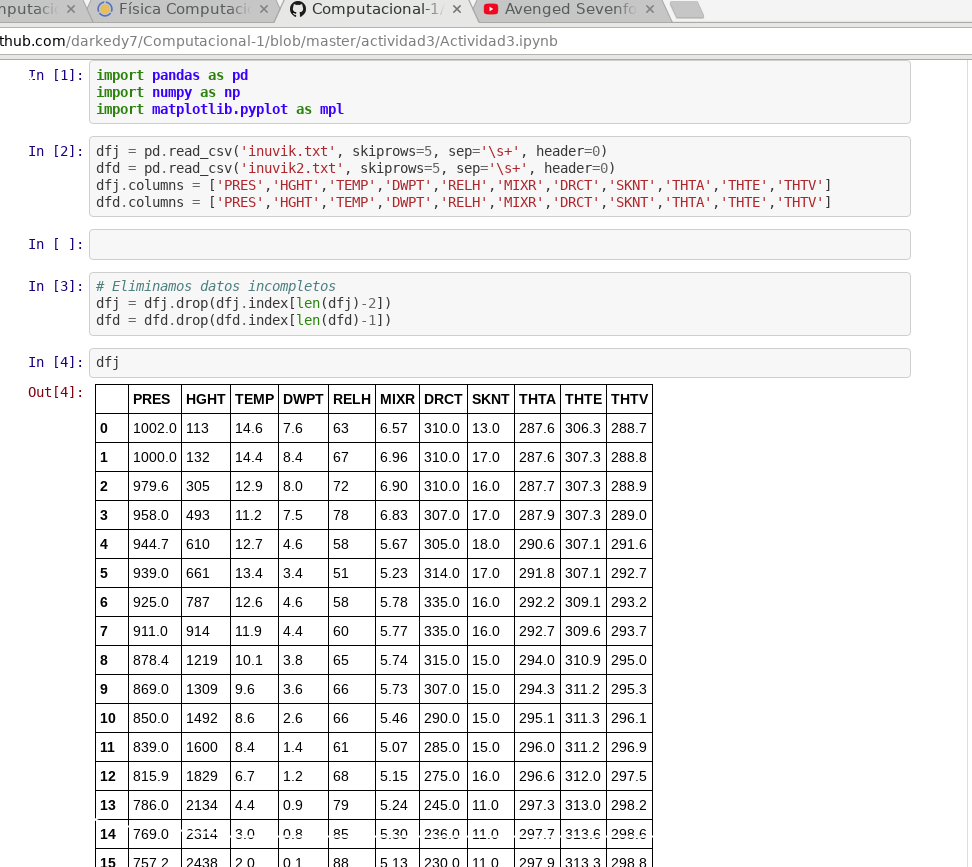 Física Computaci
Computacional-1/
Avenged Sevenfo
thub.com/darkedy7/Computacional-1/blob/master/actividad3/Actividad3.ipynb
In [1]: import pandas as pd
import numpy as np
import matplotlib.pyplot as mpl
In [2]: dfj = pd.read_csv('inuvik.txt', skiprows=5, sep='\s+', header=0)
dfd = pd.read_csv('inuvik2.txt', skiprows=5, sep='\s+', header=0)
dfj.columns = ['PRES','HGHT','TEMP','DWPT','RELH','MIXR','DRCT','SKNT','THTA','THTE','THTV']
dfd.columns = ['PRES','HGHT','TEMP','DWPT','RELH','MIXR','DRCT','SKNT','THTA','THTE','THTV']
In [ ]:
In [3]: # Eliminamos datos incompletos
dfj = dfj.drop(dfj.index[len(dfj)-2])
dfd = dfd.drop(dfd.index[len(dfd)-1])
In [4]: dfj
Out[4]:
PRES HGHT TEMP DWPT RELH MIXR DRCT SKNT THTA THTE THTV
0 1002.0 113 14.6 7.6 63 6.57 310.0 13.0 287.6 306.3 288.7
1 1000.0 132 14.4 8.4 67 6.96 310.0 17.0 287.6 307.3 288.8
2 979.6 305 12.9 8.0 72 6.90 310.0 16.0 287.7 307.3 288.9
3 958.0 493 11.2 7.5 78 6.83 307.0 17.0 287.9 307.3 289.0
4 944.7 610 12.7 4.6 58 5.67 305.0 18.0 290.6 307.1 291.6
5 939.0 661 13.4 3.4 51 5.23 314.0 17.0 291.8 307.1 292.7
6 925.0 787 12.6 4.6 58 5.78 335.0 16.0 292.2 309.1 293.2
7 911.0 914 11.9 4.4 60 5.77 335.0 16.0 292.7 309.6 293.7
8 878.4 1219 10.1 3.8 65 5.74 315.0 15.0 294.0 310.9 295.0
9 869.0 1309 9.6 3.6 66 5.73 307.0 15.0 294.3 311.2 295.3
10 850.0 1492 8.6 2.6 66 5.46 290.0 15.0 295.1 311.3 296.1
11 839.0 1600 8.4 1.4 61 5.07 285.0 15.0 296.0 311.2 296.9
12 815.9 1829 6.7 1.2 68 5.15 275.0 16.0 296.6 312.0 297.5
13 786.0 2134 4.4 0.9 79 5.24 245.0 11.0 297.3 313.0 298.2
14 769.0 2314 3.0 0.8 85 5.30 236.0 11.0 297.7 313.6 298.6
15 757.2 2438 2.0 0.1 88 5.13 230.0 11.0 297.9 313.3 298.8